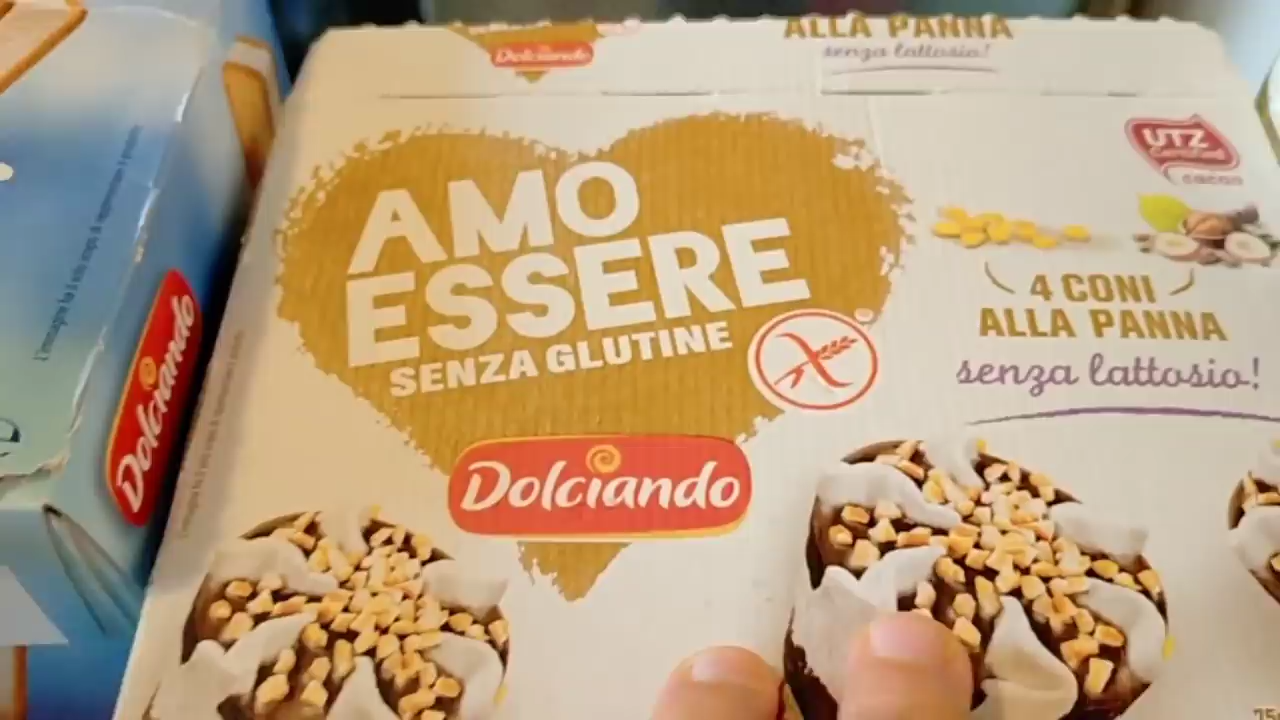 ALLA PANNA
senza lattosio!
Dolciando
AMO
ESSERE
SENZA GLUTINE
Dolciando
UTZ
Certified
cacao
4 CONI
ALLA PANNA
senza lattosio!
Dolciando